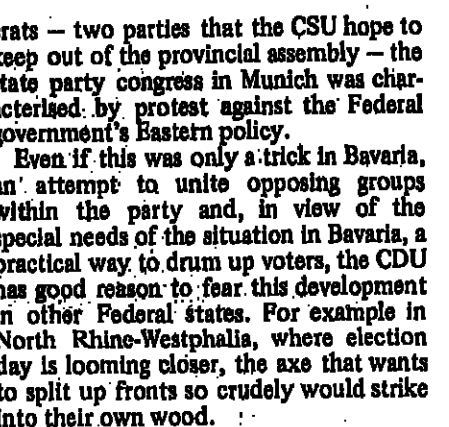 rats — two parties that the CSU hope to
keep out of the provincial assembly — the
tate party congress in Munich was char-
cterised by protest against the Federal
government's Eastern policy.
Even if this was only a trick in Bavaria,
an attempt to unite opposing groups
within the party and, in view of the
special needs of the situation in Bavaria, a
practical way to drum up voters, the CDU
has good reason to fear this development
in other Federal states. For example in
North Rhine-Westphalia, where election
day is looming closer, the axe that wants
to split up fronts so crudely would strike
into their own wood.